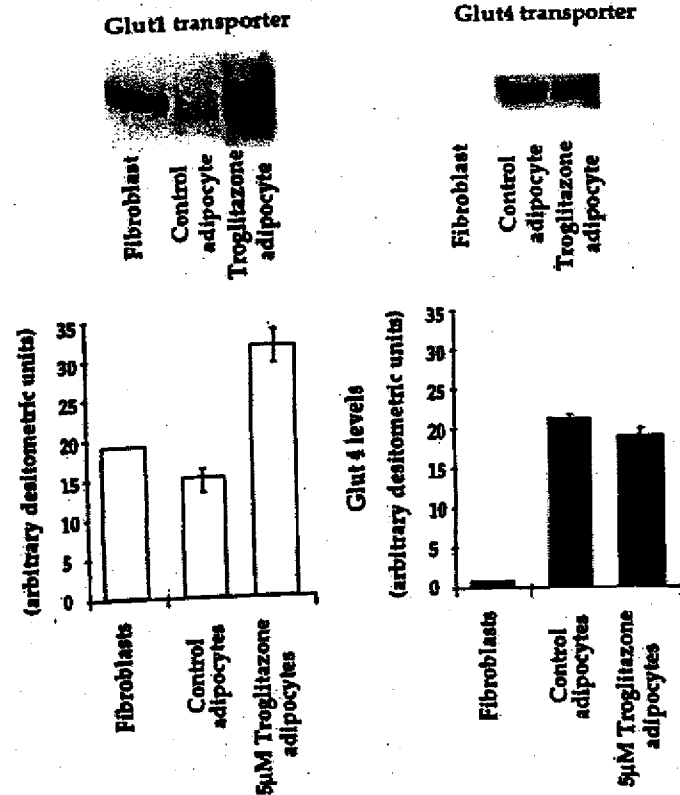 Glut1 transporter
Fibroblast
Control
adipocyte
Troglitazone
adipocyte
(arbitrary desitometric units)
35
30
25
20
15
10
5
0
Fibroblasts
Control
adipocytes
5µM Troglitazone
adipocytes
Glut4 transporter
Fibroblast
Control
adipocyte
Troglitazone
adipocyte
Glut 4 levels
(arbitrary desitometric units)
35
30
25
20
15
10
5
0
Fibroblasts
Control
adipocytes
5µM Troglitazone
adipocytes